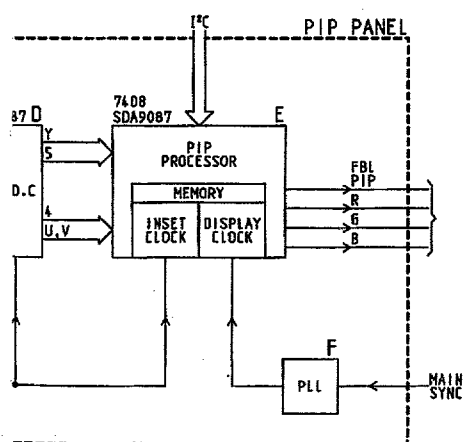 I²C
PIP PANEL
87 D
7408
SDA9087
E
Y
5
PIP
PROCESSOR
D.C
MEMORY
4
U,V
INSET
CLOCK
DISPLAY
CLOCK
FBL
PIP
R
G
B
F
PLL
MAIN
SYNC